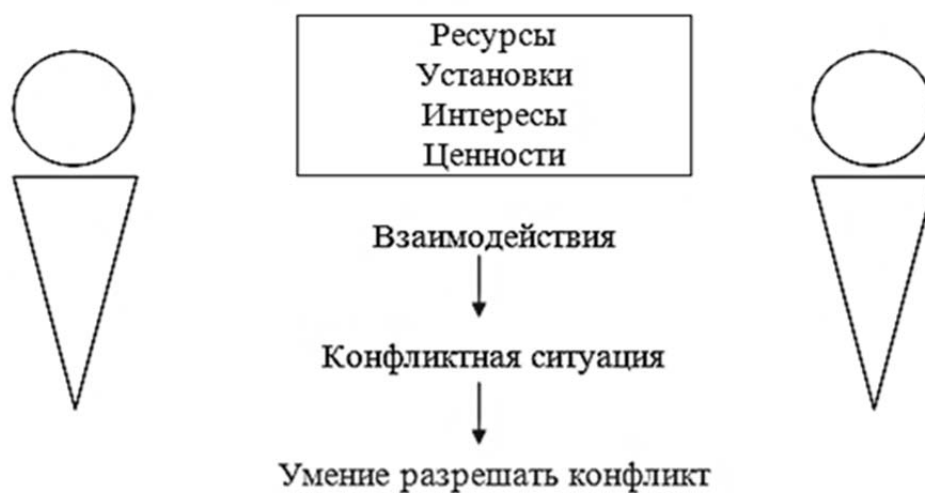 Ресурсы
Установки
Интересы
Ценности
Взаимодействия
Конфликтная ситуация
Умение разрешать конфликт